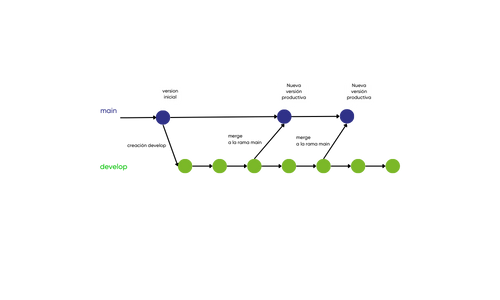 version
inicial
Nueva
versión
productiva
Nueva
versión
productiva
main
merge
a la rama main
merge
a la rama main
creación develop
develop